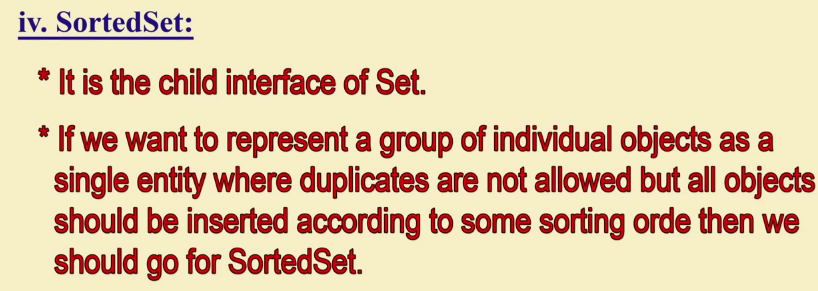 iv. SortedSet:
* It is the child interface of Set.
* If we want to represent a group of individual objects as a
single entity where duplicates are not allowed but all objects
should be inserted according to some sorting orde then we
should go for SortedSet.